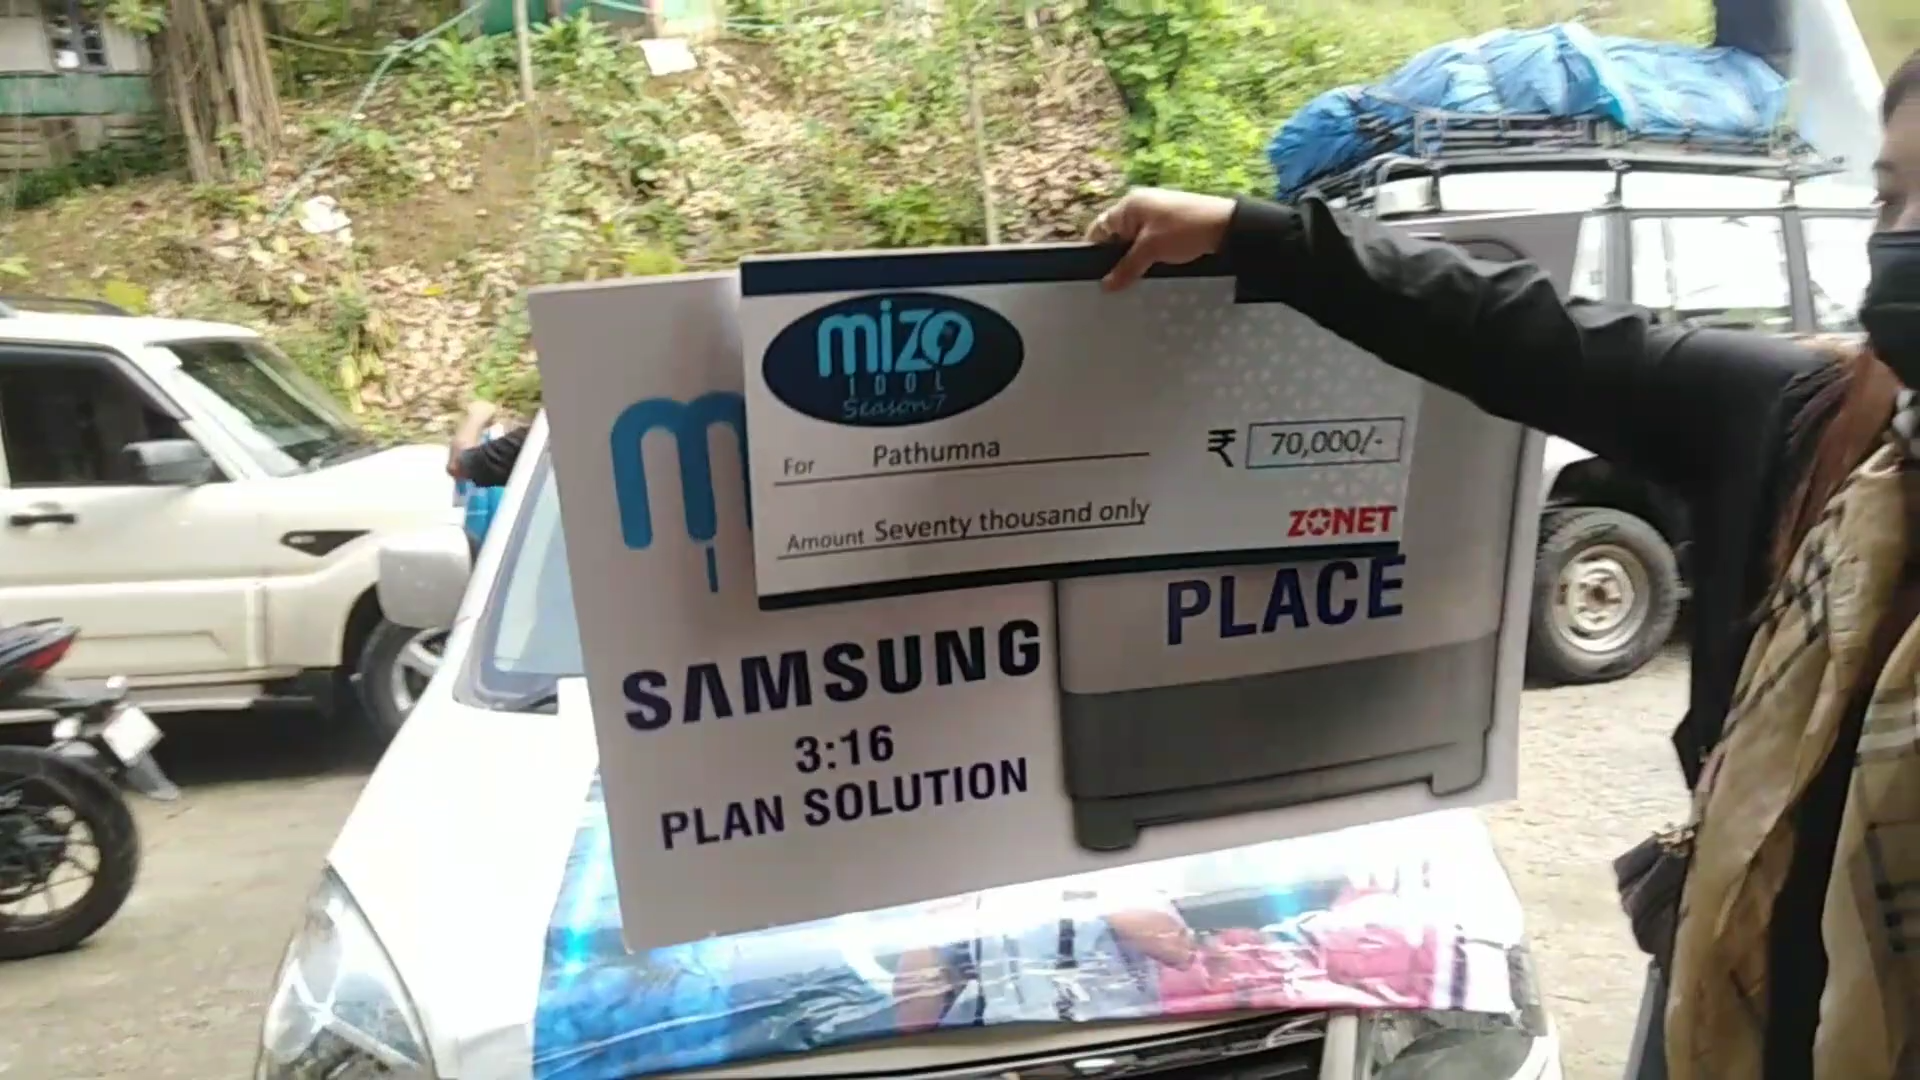 mizo
IDOL
Season 7
For Pathumna
₹ 70,000/-
Amount Seventy thousand only
ZONET
m
PLACE
SAMSUNG
3:16
PLAN SOLUTION